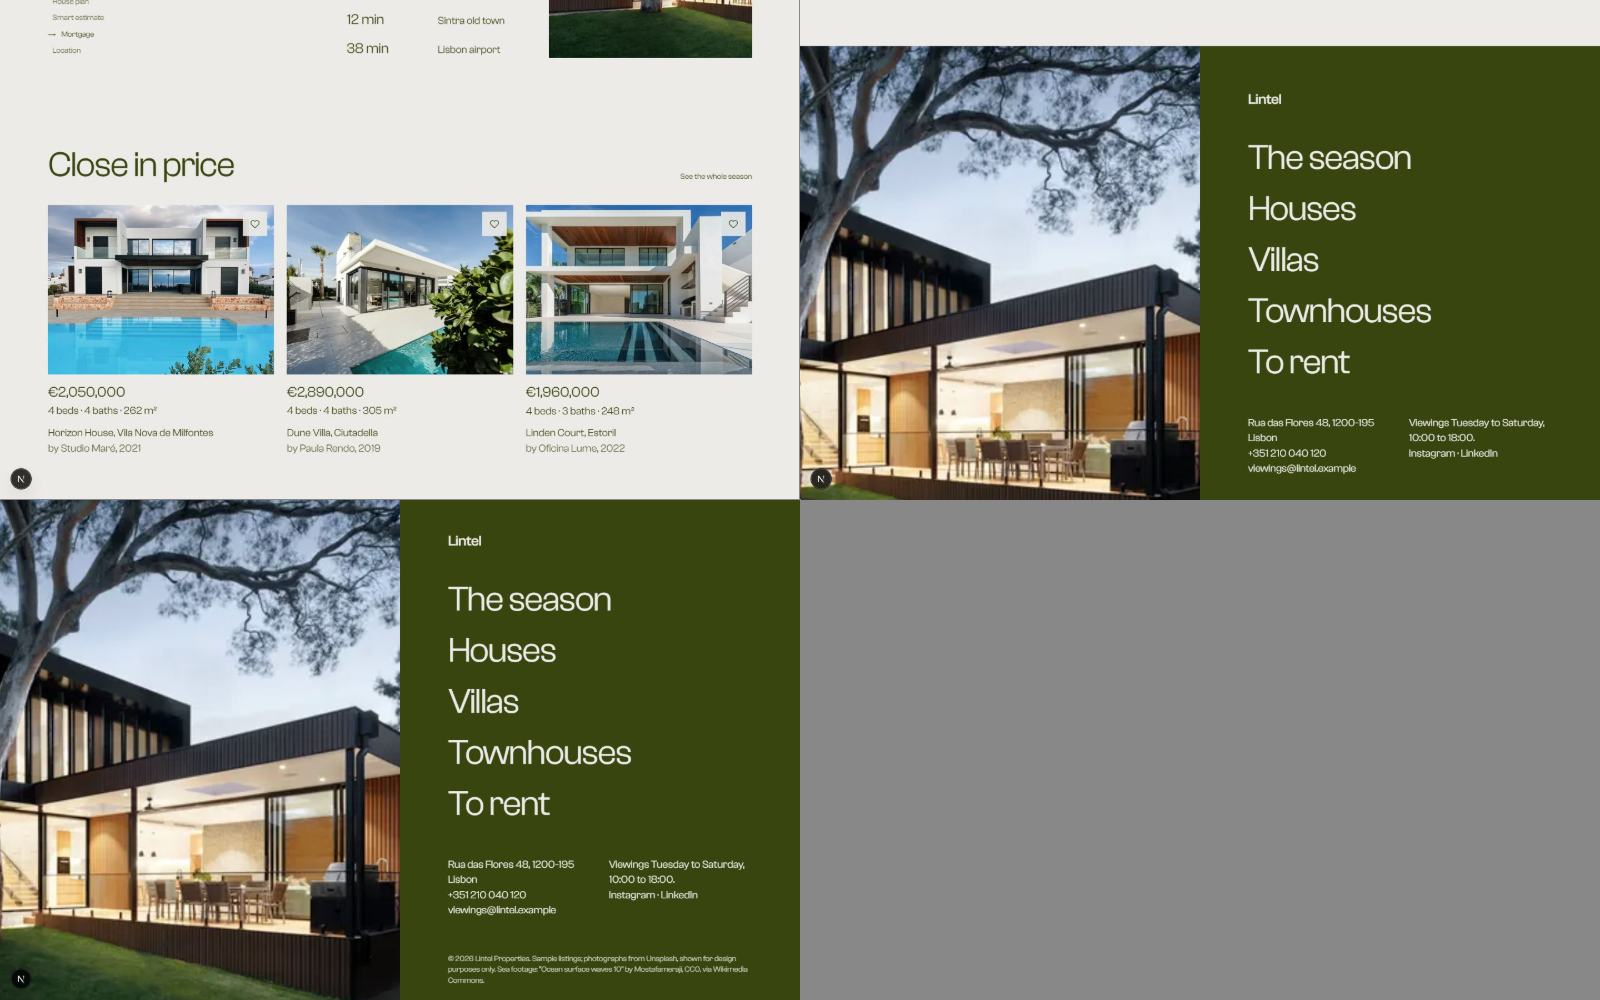 House plan
Smart estimate
→ Mortgage
Location
12 min Sintra old town
38 min Lisbon airport
Close in price
See the whole season
€2,050,000
4 beds · 4 baths · 262 m²
Horizon House, Vila Nova de Milfontes
by Studio Maré, 2021
€2,890,000
4 beds · 4 baths · 305 m²
Dune Villa, Ciutadella
by Paula Rendo, 2019
€1,960,000
4 beds · 3 baths · 248 m²
Linden Court, Estoril
by Oficina Lume, 2022
N
Lintel
The season
Houses
Villas
Townhouses
To rent
Rua das Flores 48, 1200-195
Lisbon
+351 210 040 120
viewings@lintel.example
Viewings Tuesday to Saturday,
10:00 to 18:00.
Instagram · LinkedIn
N
Lintel
The season
Houses
Villas
Townhouses
To rent
Rua das Flores 48, 1200-195
Lisbon
+351 210 040 120
viewings@lintel.example
Viewings Tuesday to Saturday,
10:00 to 18:00.
Instagram · LinkedIn
© 2026 Lintel Properties. Sample listings; photographs from Unsplash, shown for design
purposes only. Sea footage: "Ocean surface waves 10" by Mostafameraji, CC0, via Wikimedia
Commons.
N